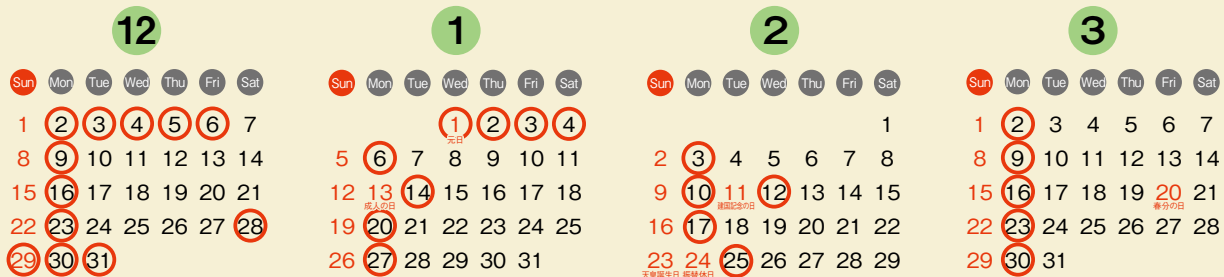 12 1 2 3
Sun Mon Tue Wed Thu Fri Sat Sun Mon Tue Wed Thu Fri Sat Sun Mon Tue Wed Thu Fri Sat Sun Mon Tue Wed Thu Fri Sat
1 2 3 4 5 6 7 1 2 3 4 1 1 2 3 4 5 6 7
元日
8 9 10 11 12 13 14 5 6 7 8 9 10 11 2 3 4 5 6 7 8 8 9 10 11 12 13 14
15 16 17 18 19 20 21 12 13 14 15 16 17 18 9 10 11 12 13 14 15 15 16 17 18 19 20 21
成人の日 建国記念の日 春分の日
22 23 24 25 26 27 28 19 20 21 22 23 24 25 16 17 18 19 20 21 22 22 23 24 25 26 27 28
29 30 31 26 27 28 29 30 31 23 24 25 26 27 28 29 29 30 31
天皇誕生日 振替休日